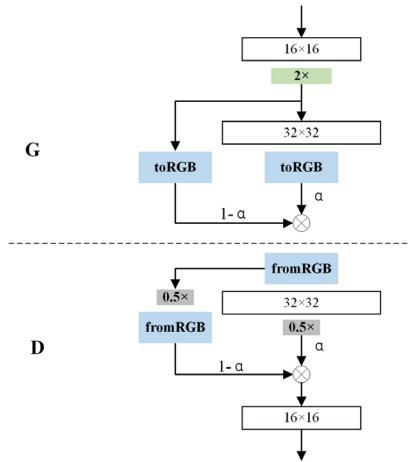 16×16
2×
32×32
G
toRGB
toRGB
α
1-α
fromRGB
0.5×
32×32
fromRGB
0.5×
D
α
1-α
16×16